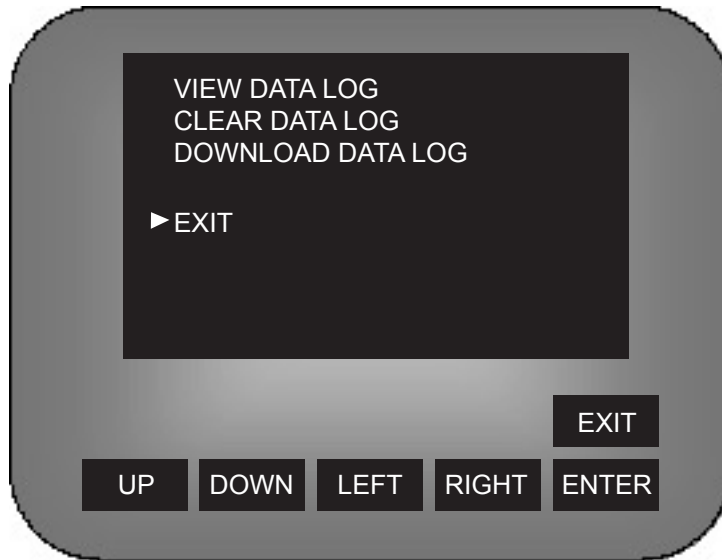 VIEW DATA LOG
CLEAR DATA LOG
DOWNLOAD DATA LOG
EXIT
EXIT
UP DOWN LEFT RIGHT ENTER